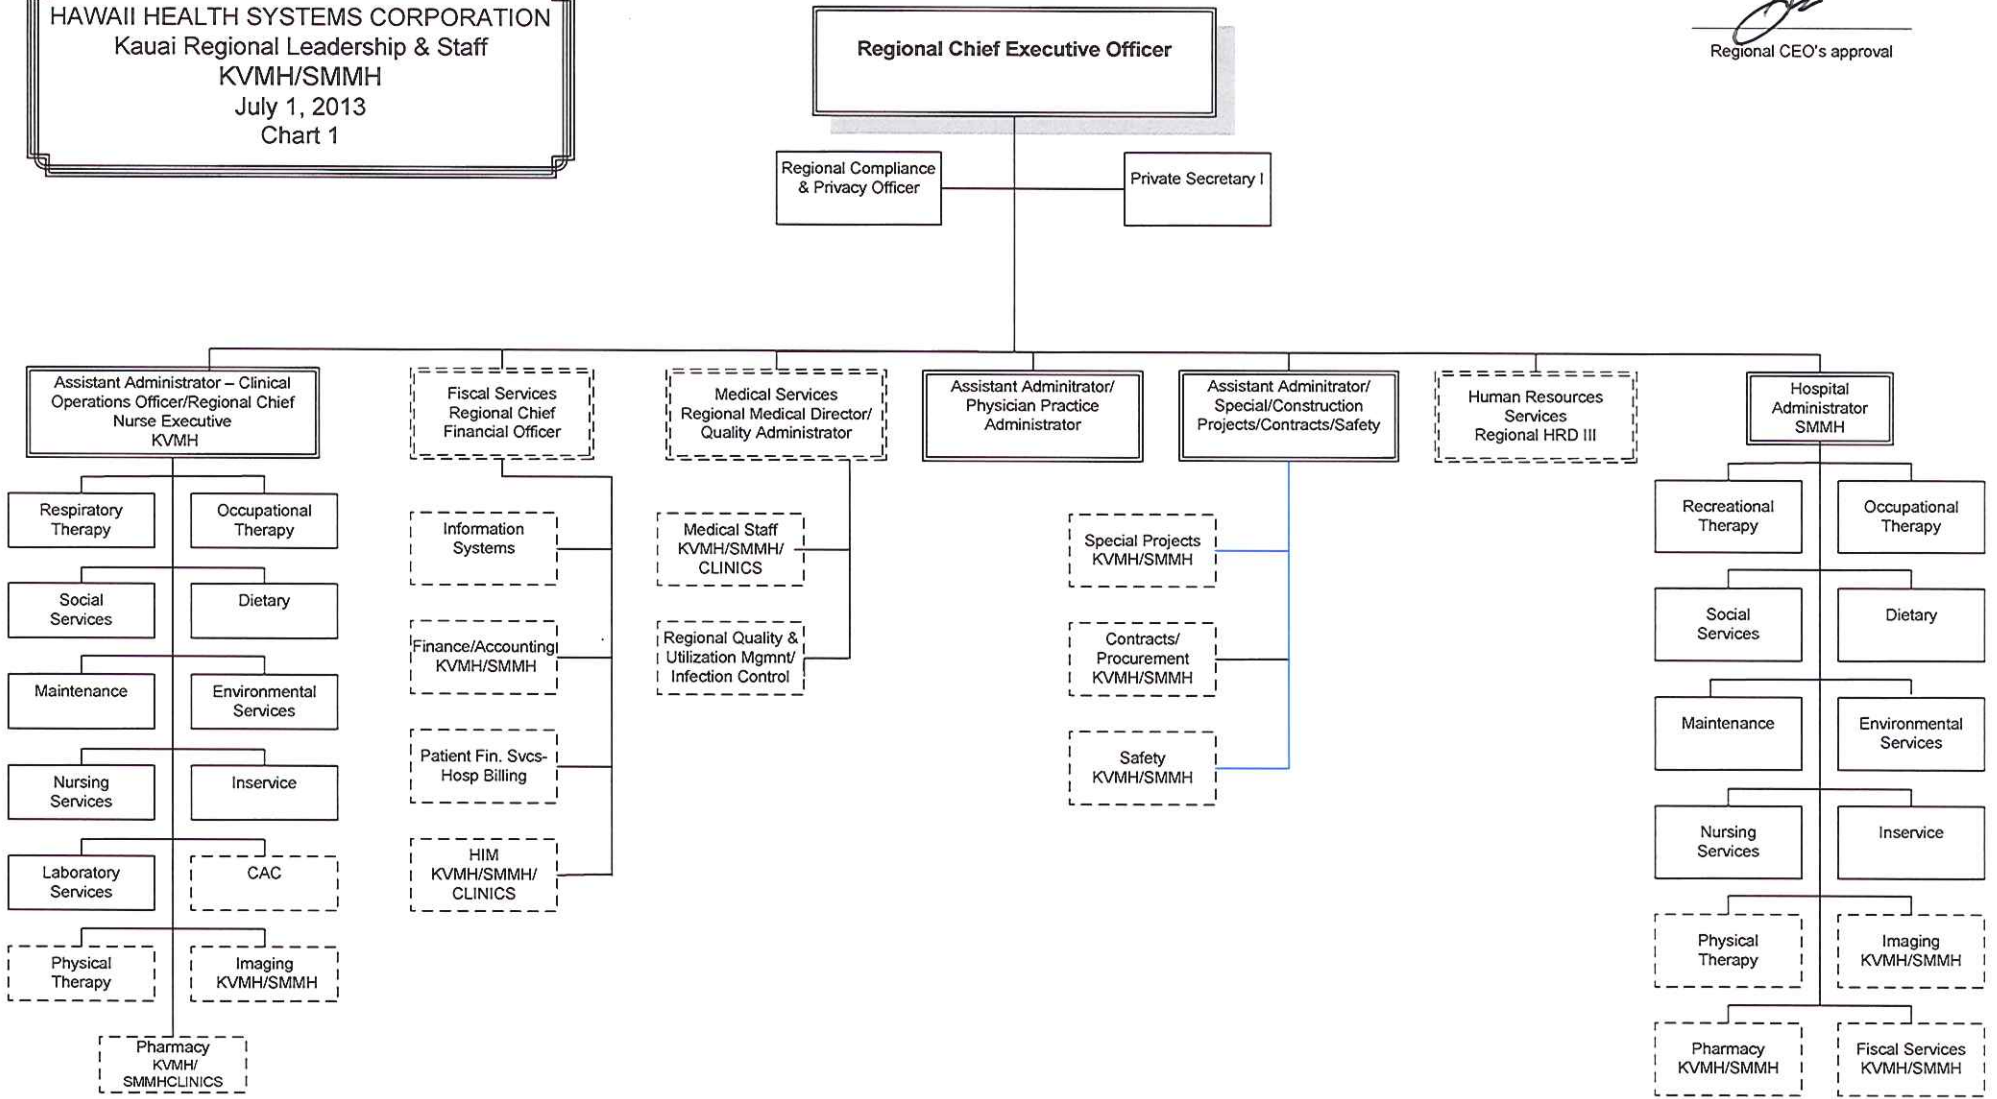 HAWAII HEALTH SYSTEMS CORPORATION
Kauai Regional Leadership & Staff
KVMH/SMMH
July 1, 2013
Chart 1
Regional Chief Executive Officer
Regional CEO's approval
Regional Compliance
& Privacy Officer
Private Secretary I
Assistant Administrator – Clinical
Operations Officer/Regional Chief
Nurse Executive
KVMH
Fiscal Services
Regional Chief
Financial Officer
Medical Services
Regional Medical Director/
Quality Administrator
Assistant Adminitrator/
Physician Practice
Administrator
Assistant Adminitrator/
Special/Construction
Projects/Contracts/Safety
Human Resources
Services
Regional HRD III
Hospital
Administrator
SMMH
Respiratory
Therapy
Occupational
Therapy
Social
Services
Dietary
Maintenance
Environmental
Services
Nursing
Services
Inservice
Laboratory
Services
CAC
Physical
Therapy
Imaging
KVMH/SMMH
Pharmacy
KVMH/
SMMHCLINICS
Information
Systems
Finance/Accounting
KVMH/SMMH
Patient Fin. Svcs-
Hosp Billing
HIM
KVMH/SMMH/
CLINICS
Medical Staff
KVMH/SMMH/
CLINICS
Regional Quality &
Utilization Mgmnt/
Infection Control
Special Projects
KVMH/SMMH
Contracts/
Procurement
KVMH/SMMH
Safety
KVMH/SMMH
Recreational
Therapy
Occupational
Therapy
Social
Services
Dietary
Maintenance
Environmental
Services
Nursing
Services
Inservice
Physical
Therapy
Imaging
KVMH/SMMH
Pharmacy
KVMH/SMMH
Fiscal Services
KVMH/SMMH